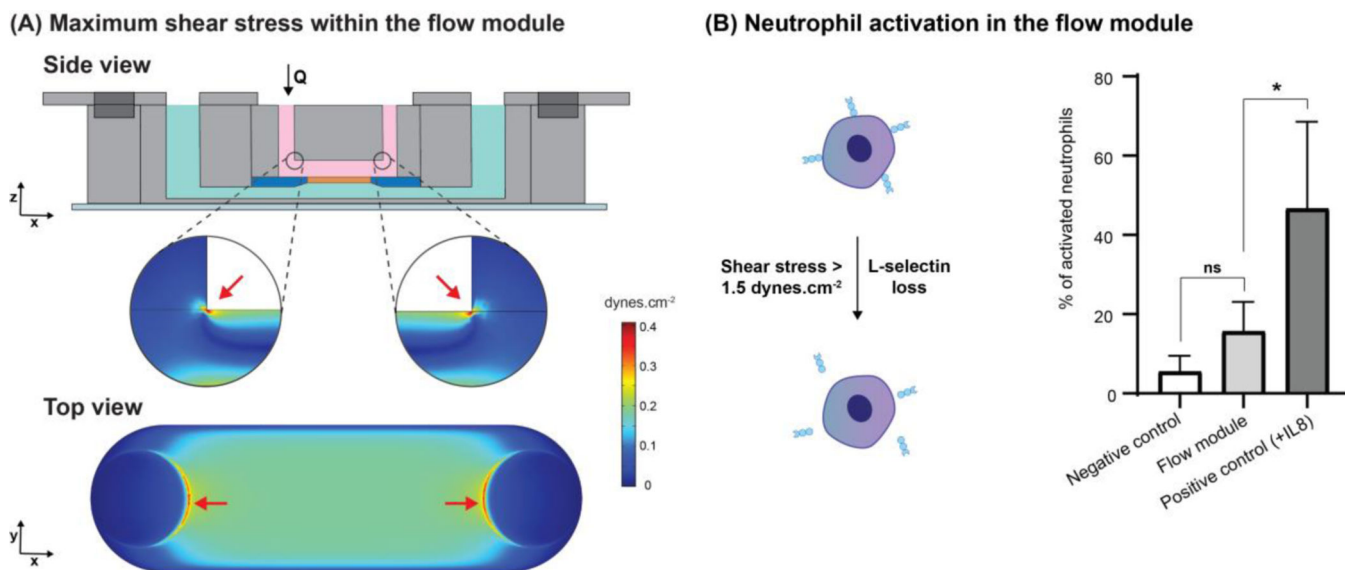 (A) Maximum shear stress within the flow module
Side view
Q
z
x
dynes.cm-2
0.4
0.3
0.2
0.1
0
Top view
y
x
(B) Neutrophil activation in the flow module
Shear stress >
1.5 dynes.cm-2
L-selectin
loss
% of activated neutrophils
80
60
40
20
0
ns
*
Negative control
Flow module
Positive control (+IL8)